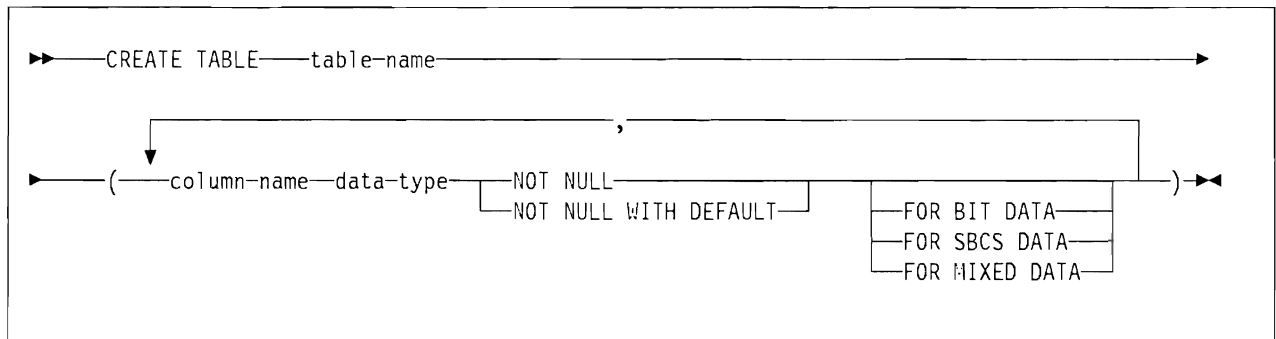 CREATE TABLE table-name
,
( column-name data-type NOT NULL )
NOT NULL WITH DEFAULT
FOR BIT DATA
FOR SBCS DATA
FOR MIXED DATA